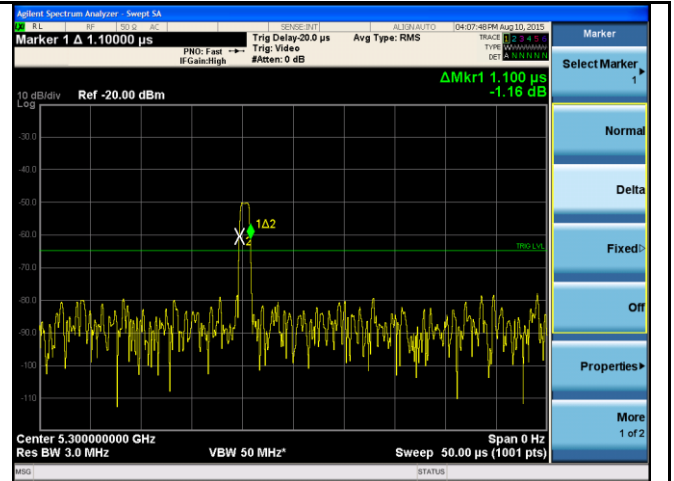 Agilent Spectrum Analyzer - Swept SA
RL RF 50 Ω AC SENSE:INT ALIGN AUTO 04:07:48 PM Aug 10, 2015
Marker 1 Δ 1.10000 µs
PNO: Fast
IFGain:High
Trig Delay-20.0 µs
Trig: Video
#Atten: 0 dB
Avg Type: RMS
TRACE 1 2 3 4 5 6
TYPE WWWWWW
DET A N N N N N
ΔMkr1 1.100 µs
-1.16 dB
10 dB/div Ref -20.00 dBm
Log
-30.0
-40.0
-50.0
-60.0
-70.0
-80.0
-90.0
-100
-110
1Δ2
2
TRIG LVL
Center 5.300000000 GHz Span 0 Hz
Res BW 3.0 MHz VBW 50 MHz* Sweep 50.00 µs (1001 pts)
MSG STATUS
Marker
Select Marker
1
Normal
Delta
Fixed
Off
Properties
More
1 of 2